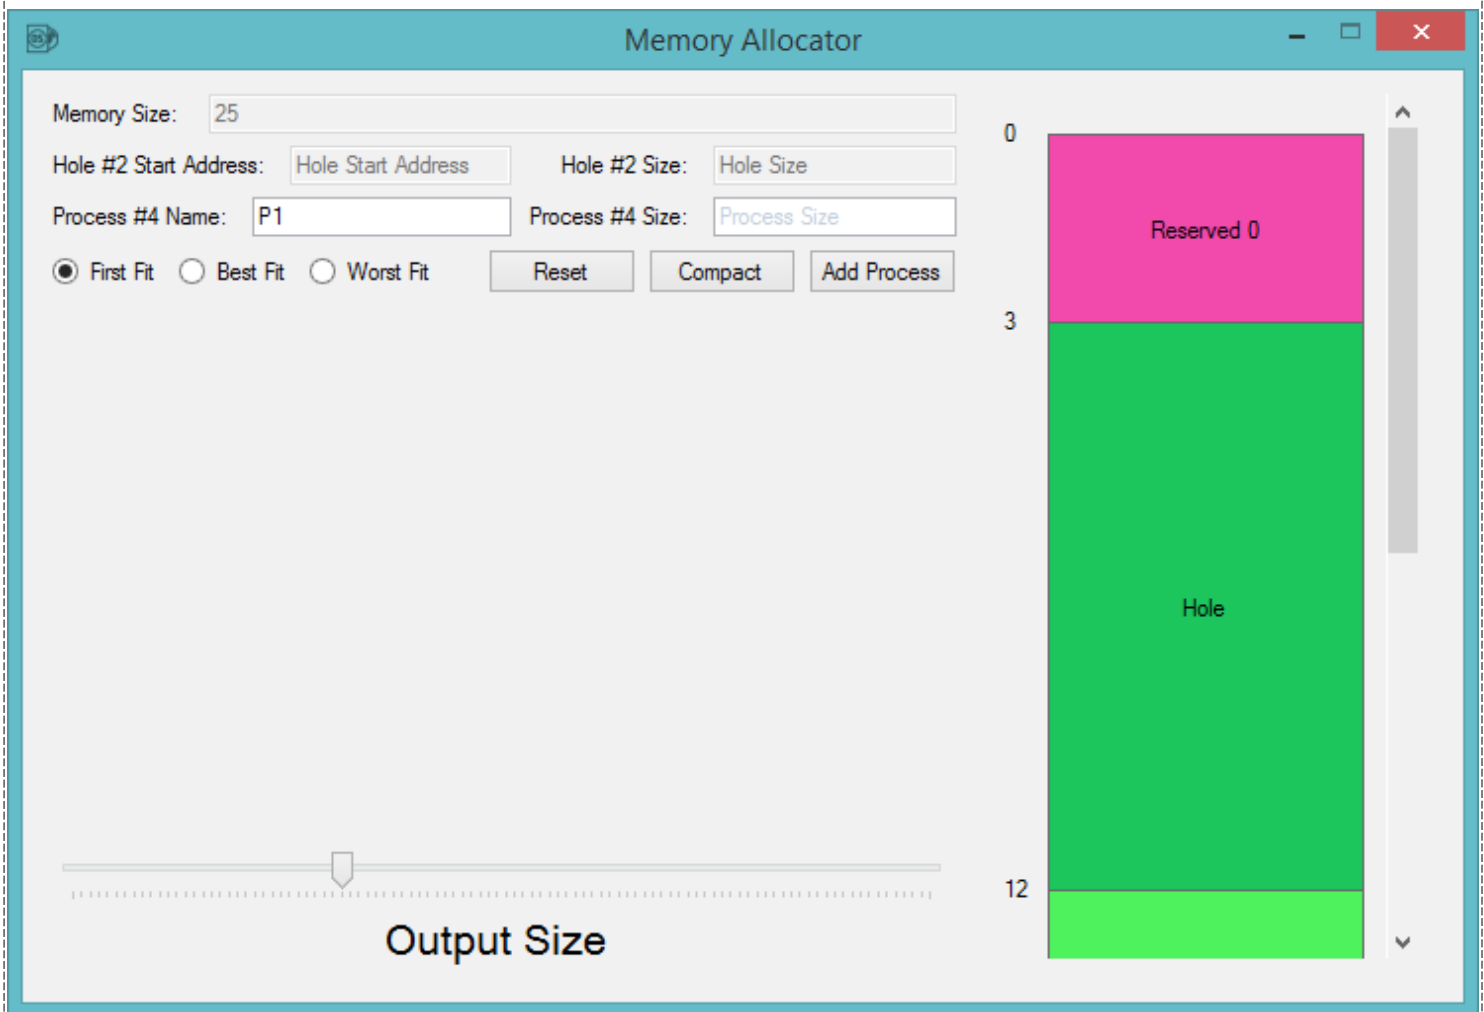 Memory Allocator
Memory Size: 25
Hole #2 Start Address: Hole Start Address Hole #2 Size: Hole Size
Process #4 Name: P1 Process #4 Size: Process Size
First Fit Best Fit Worst Fit Reset Compact Add Process
Output Size
0
Reserved 0
3
Hole
12